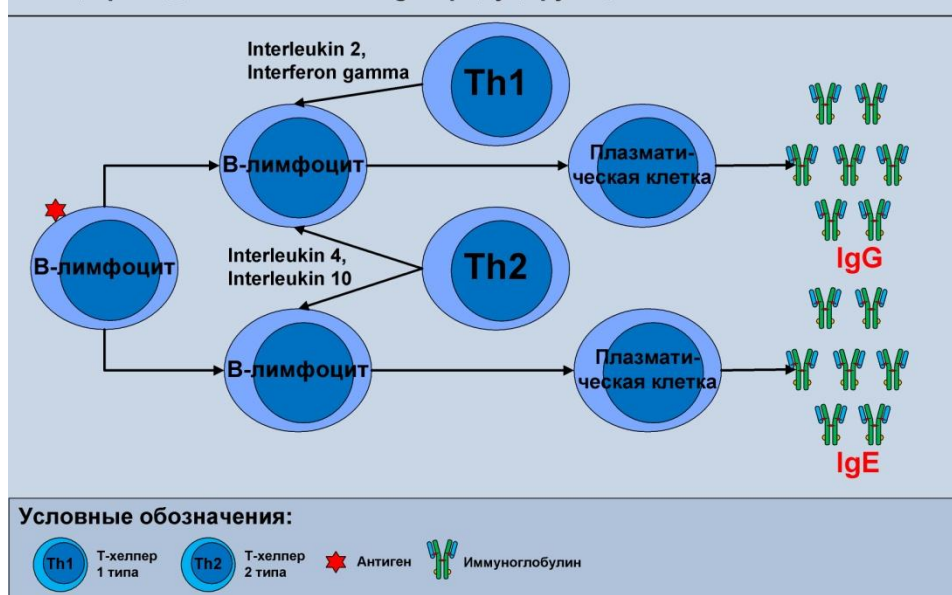 Interleukin 2,
Interferon gamma
Th1
В-лимфоцит
Плазмати-
ческая клетка
IgG
В-лимфоцит
Interleukin 4,
Interleukin 10
Th2
В-лимфоцит
Плазмати-
ческая клетка
IgE
Условные обозначения:
Th1
Т-хелпер
1 типа
Th2
Т-хелпер
2 типа
Антиген
Иммуноглобулин